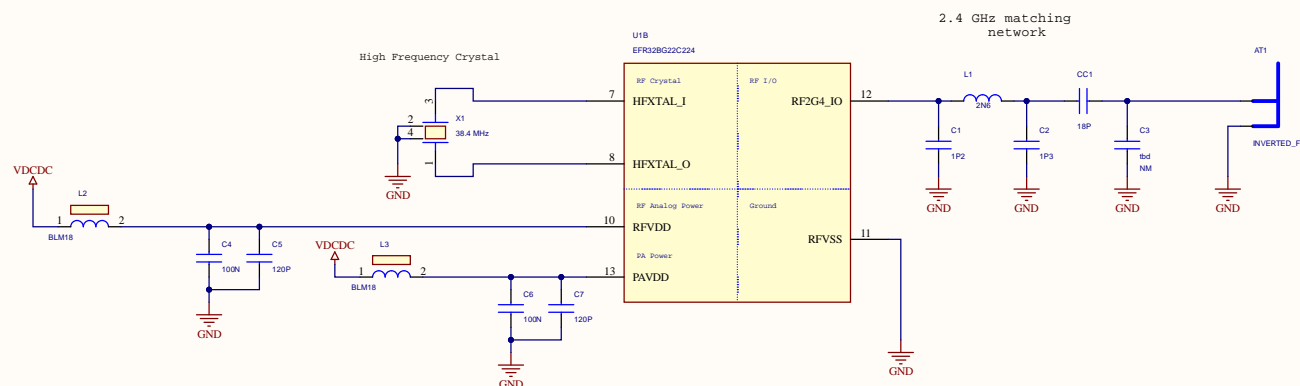 2.4 GHz matching
network
U1B
EFR32BG22C224
High Frequency Crystal
RF Crystal
RF I/O
7
HFXTAL_I
RF2G4_IO
12
3
2
4
1
X1
38.4 MHz
GND
8
HFXTAL_O
L1
2N6
CC1
18P
AT1
INVERTED_F
C1
1P2
C2
1P3
C3
tbd
NM
GND
GND
GND
GND
VDCDC
L2
1
2
BLM18
RF Analog Power
Ground
10
RFVDD
RFVSS
11
C4
100N
C5
120P
GND
VDCDC
L3
1
2
BLM18
PA Power
13
PAVDD
C6
100N
C7
120P
GND
GND